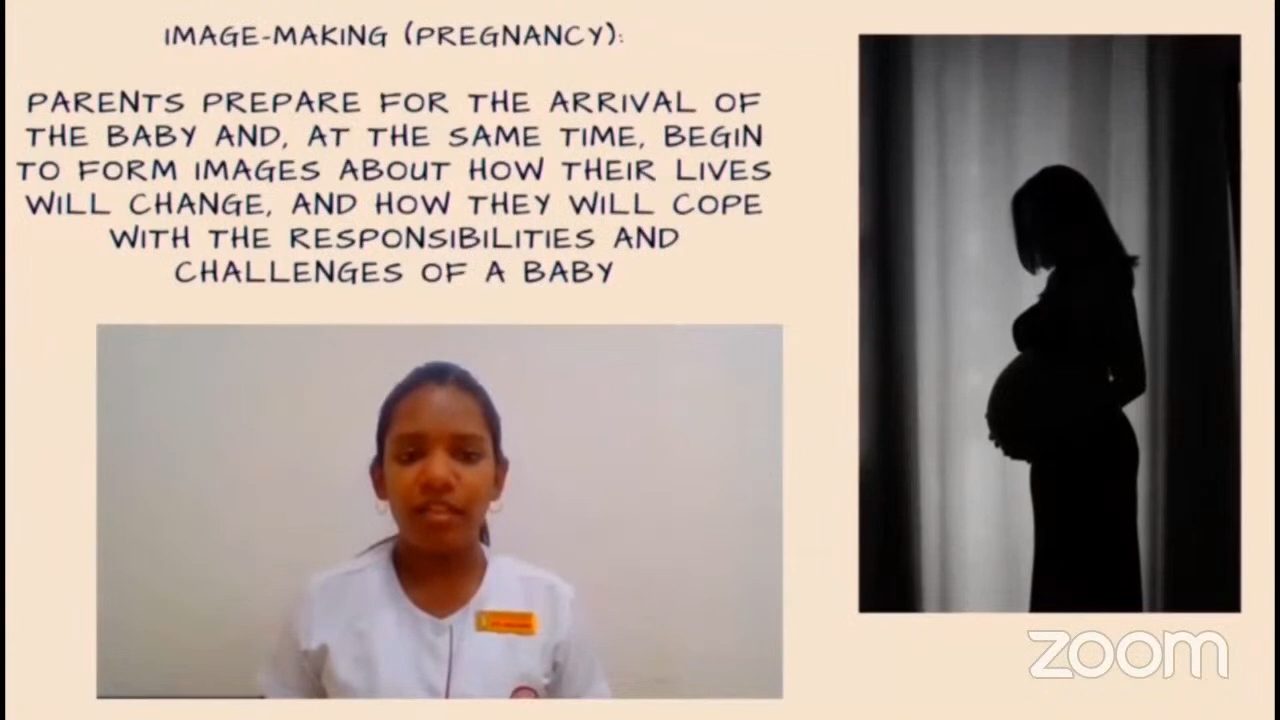 IMAGE-MAKING (PREGNANCY):
PARENTS PREPARE FOR THE ARRIVAL OF
THE BABY AND, AT THE SAME TIME, BEGIN
TO FORM IMAGES ABOUT HOW THEIR LIVES
WILL CHANGE, AND HOW THEY WILL COPE
WITH THE RESPONSIBILITIES AND
CHALLENGES OF A BABY
zoom